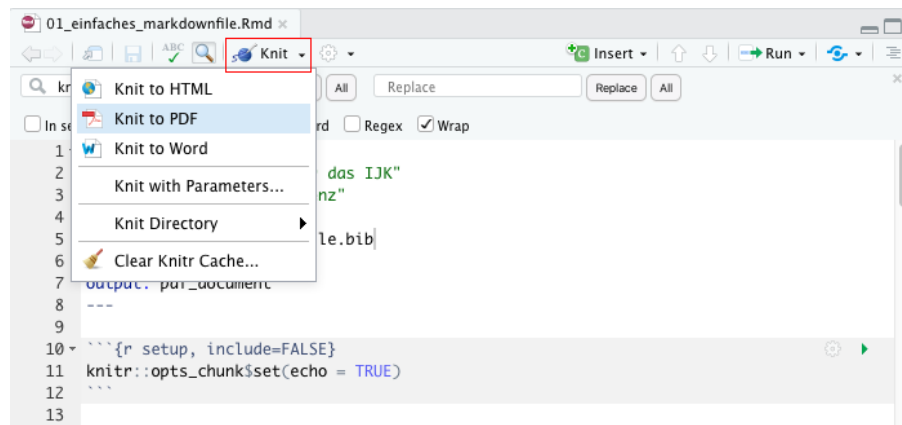 01_einfaches_markdownfile.Rmd ×
ABC Knit Insert Run
kr All Replace Replace All
Knit to HTML
In se rd Regex Wrap
Knit to PDF
1
Knit to Word
2 das IJK"
Knit with Parameters...
3 nz"
4
Knit Directory
5 le.bib
6
Clear Knitr Cache...
7 output: pdf_document
8 ---
9
10 ```{r setup, include=FALSE}
11 knitr::opts_chunk$set(echo = TRUE)
12 ```
13